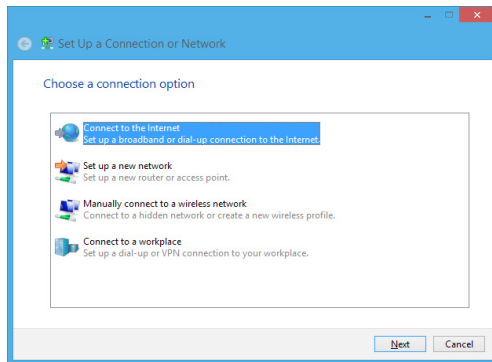 Set Up a Connection or Network
Choose a connection option
Connect to the Internet
Set up a broadband or dial-up connection to the Internet.
Set up a new network
Set up a new router or access point.
Manually connect to a wireless network
Connect to a hidden network or create a new wireless profile.
Connect to a workplace
Set up a dial-up or VPN connection to your workplace.
Next Cancel